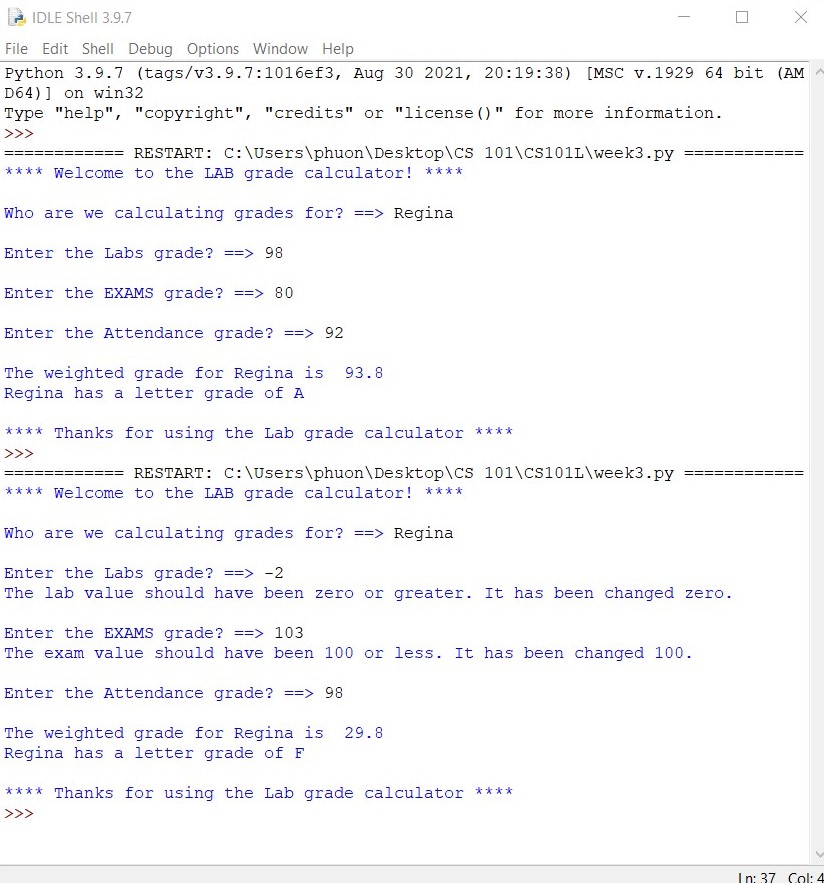 IDLE Shell 3.9.7
File Edit Shell Debug Options Window Help
Python 3.9.7 (tags/v3.9.7:1016ef3, Aug 30 2021, 20:19:38) [MSC v.1929 64 bit (AM
D64)] on win32
Type "help", "copyright", "credits" or "license()" for more information.
>>>
============ RESTART: C:\Users\phuon\Desktop\CS 101\CS101L\week3.py ============
**** Welcome to the LAB grade calculator! ****
Who are we calculating grades for? ==> Regina
Enter the Labs grade? ==> 98
Enter the EXAMS grade? ==> 80
Enter the Attendance grade? ==> 92
The weighted grade for Regina is  93.8
Regina has a letter grade of A
**** Thanks for using the Lab grade calculator ****
>>>
============ RESTART: C:\Users\phuon\Desktop\CS 101\CS101L\week3.py ============
**** Welcome to the LAB grade calculator! ****
Who are we calculating grades for? ==> Regina
Enter the Labs grade? ==> -2
The lab value should have been zero or greater. It has been changed zero.
Enter the EXAMS grade? ==> 103
The exam value should have been 100 or less. It has been changed 100.
Enter the Attendance grade? ==> 98
The weighted grade for Regina is  29.8
Regina has a letter grade of F
**** Thanks for using the Lab grade calculator ****
>>>
Ln: 37 Col: 4